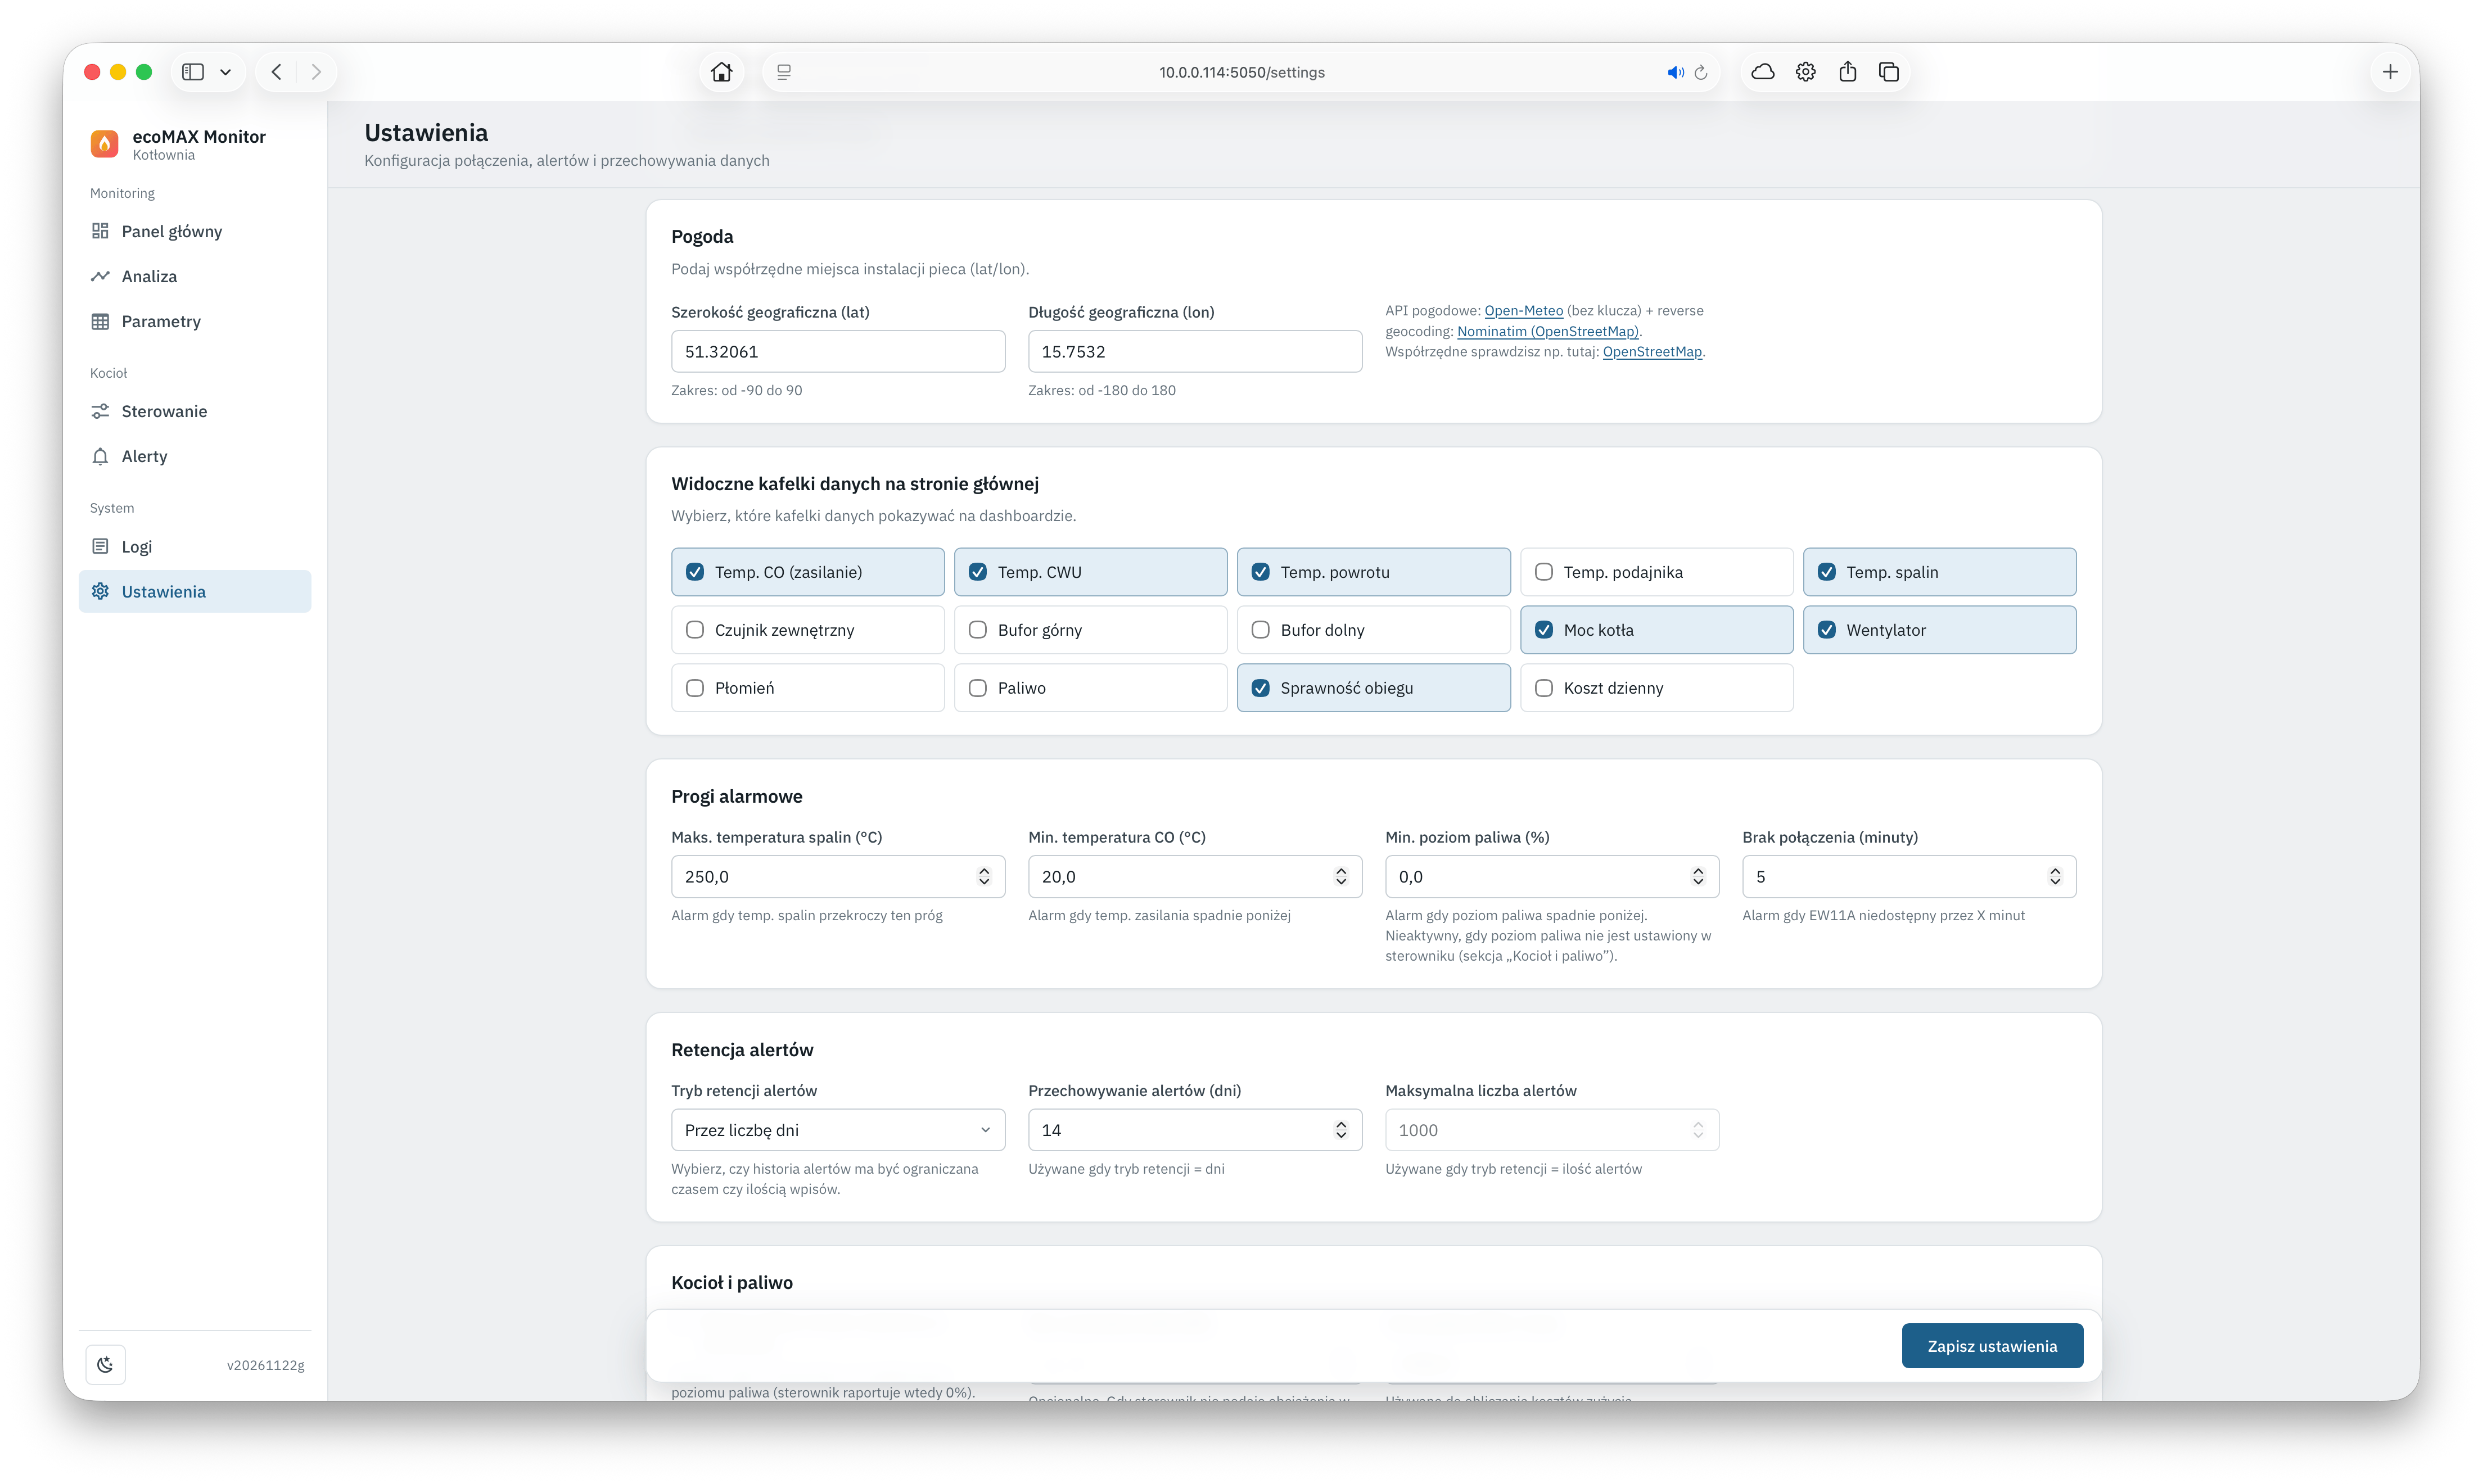 10.0.0.114:5050/settings
ecoMAX Monitor
Kotłownia
Monitoring
Panel główny
Analiza
Parametry
Kocioł
Sterowanie
Alerty
System
Logi
Ustawienia
v20261122g
Ustawienia
Konfiguracja połączenia, alertów i przechowywania danych
Pogoda
Podaj współrzędne miejsca instalacji pieca (lat/lon).
Szerokość geograficzna (lat)
51.32061
Zakres: od -90 do 90
Długość geograficzna (lon)
15.7532
Zakres: od -180 do 180
API pogodowe: Open-Meteo (bez klucza) + reverse
geocoding: Nominatim (OpenStreetMap).
Współrzędne sprawdzisz np. tutaj: OpenStreetMap.
Widoczne kafelki danych na stronie głównej
Wybierz, które kafelki danych pokazywać na dashboardzie.
Temp. CO (zasilanie)
Temp. CWU
Temp. powrotu
Temp. podajnika
Temp. spalin
Czujnik zewnętrzny
Bufor górny
Bufor dolny
Moc kotła
Wentylator
Płomień
Paliwo
Sprawność obiegu
Koszt dzienny
Progi alarmowe
Maks. temperatura spalin (°C)
250,0
Alarm gdy temp. spalin przekroczy ten próg
Min. temperatura CO (°C)
20,0
Alarm gdy temp. zasilania spadnie poniżej
Min. poziom paliwa (%)
0,0
Alarm gdy poziom paliwa spadnie poniżej.
Nieaktywny, gdy poziom paliwa nie jest ustawiony w
sterowniku (sekcja „Kocioł i paliwo”).
Brak połączenia (minuty)
5
Alarm gdy EW11A niedostępny przez X minut
Retencja alertów
Tryb retencji alertów
Przez liczbę dni
Wybierz, czy historia alertów ma być ograniczana
czasem czy ilością wpisów.
Przechowywanie alertów (dni)
14
Używane gdy tryb retencji = dni
Maksymalna liczba alertów
1000
Używane gdy tryb retencji = ilość alertów
Kocioł i paliwo
Zapisz ustawienia
poziomu paliwa (sterownik raportuje wtedy 0%).